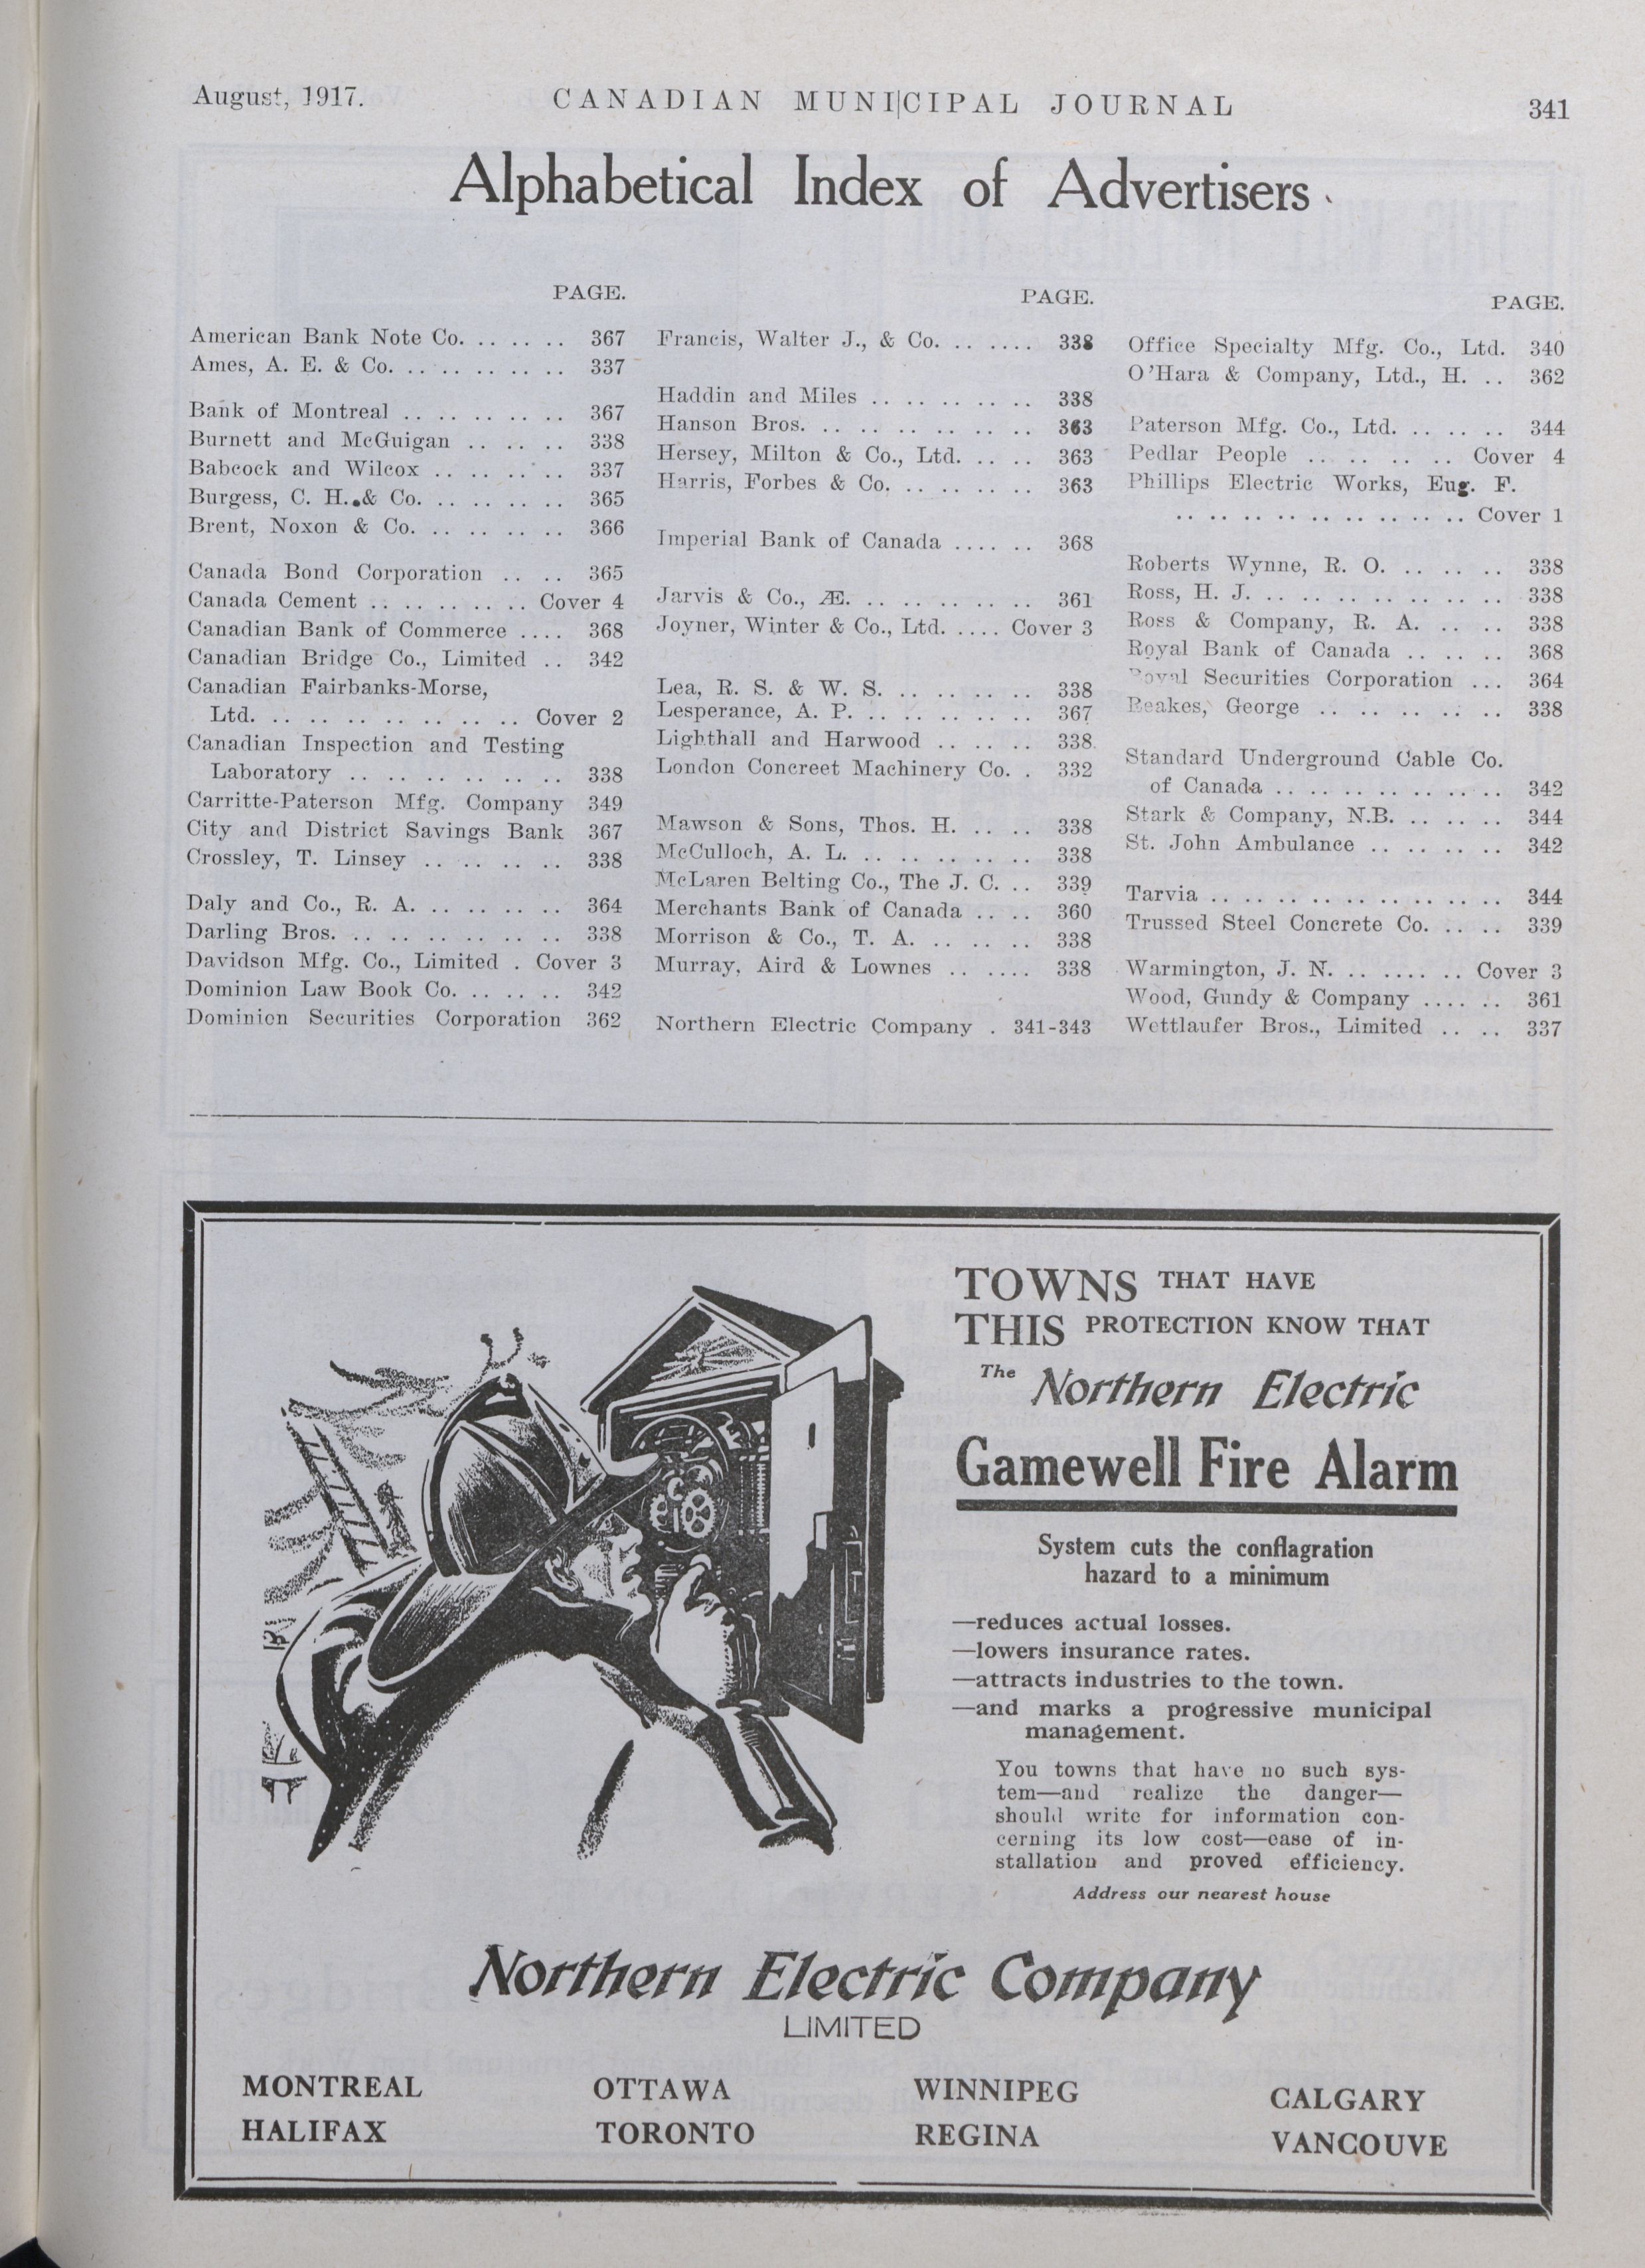 August, 1917.
CANADIAN MUNICIPAL JOURNAL
341
Alphabetical Index of Advertisers
PAGE.
American Bank Note Co. . . . . . . 367
Ames, A. E. & Co. . . . . . . . . . 337
Bank of Montreal . . . . . . . . 367
Burnett and McGuigan . . . . . 338
Babcock and Wilcox . . . . . . . 337
Burgess, C. H. & Co. . . . . . . . 365
Brent, Noxon & Co. . . . . . . . 366
Canada Bond Corporation . . . . 365
Canada Cement . . . . . . . . . Cover 4
Canadian Bank of Commerce . . . . 368
Canadian Bridge Co., Limited . . 342
Canadian Fairbanks-Morse,
Ltd. . . . . . . . . . . . . . . Cover 2
Canadian Inspection and Testing
Laboratory . . . . . . . . . . 338
Carritte-Paterson Mfg. Company 349
City and District Savings Bank 367
Crossley, T. Linsey . . . . . . . 338
Daly and Co., R. A. . . . . . . . 364
Darling Bros. . . . . . . . . . . . 338
Davidson Mfg. Co., Limited . Cover 3
Dominion Law Book Co. . . . . . 342
Dominion Securities Corporation 362
PAGE.
Francis, Walter J., & Co. . . . . . . 338
Haddin and Miles . . . . . . . . 338
Hanson Bros. . . . . . . . . . . . 363
Hersey, Milton & Co., Ltd. . . . . 363
Harris, Forbes & Co. . . . . . . . 363
Imperial Bank of Canada . . . . . . 368
Jarvis & Co., Æ. . . . . . . . . . 361
Joyner, Winter & Co., Ltd. . . . . Cover 3
Lea, R. S. & W. S. . . . . . . . . 338
Lesperance, A. P. . . . . . . . . . 367
Lighthall and Harwood . . . . . 338
London Concreet Machinery Co. . 332
Mawson & Sons, Thos. H. . . . . 338
McCulloch, A. L. . . . . . . . . . 338
McLaren Belting Co., The J. C. . . 339
Merchants Bank of Canada . . . . 360
Morrison & Co., T. A. . . . . . 338
Murray, Aird & Lownes . . . . . . 338
Northern Electric Company . 341-343
PAGE.
Office Specialty Mfg. Co., Ltd. 340
O'Hara & Company, Ltd., H. . . 362
Paterson Mfg. Co., Ltd. . . . . . 344
Pedlar People . . . . . . . . Cover 4
Phillips Electric Works, Eug. F.
. . . . . . . . . . . . . . . . Cover 1
Roberts Wynne, R. O. . . . . . . 338
Ross, H. J. . . . . . . . . . . . . . 338
Ross & Company, R. A. . . . . 338
Royal Bank of Canada . . . . . 368
Royal Securities Corporation . . . 364
Reakes, George . . . . . . . . . 338
Standard Underground Cable Co.
of Canada . . . . . . . . . . . . 342
Stark & Company, N.B. . . . . . 344
St. John Ambulance . . . . . . . 342
Tarvia . . . . . . . . . . . . . . . 344
Trussed Steel Concrete Co. . . . . 339
Warmington, J. N. . . . . . . . Cover 3
Wood, Gundy & Company . . . . . 361
Wettlaufer Bros., Limited . . . . 337
TOWNS THAT HAVE
THIS PROTECTION KNOW THAT
The Northern Electric
Gamewell Fire Alarm
System cuts the conflagration
hazard to a minimum
—reduces actual losses.
—lowers insurance rates.
—attracts industries to the town.
—and marks a progressive municipal
management.
You towns that have no such sys-
tem—and realize the danger—
should write for information con-
cerning its low cost—ease of in-
stallation and proved efficiency.
Address our nearest house
Northern Electric Company
LIMITED
MONTREAL OTTAWA WINNIPEG CALGARY
HALIFAX TORONTO REGINA VANCOUVE